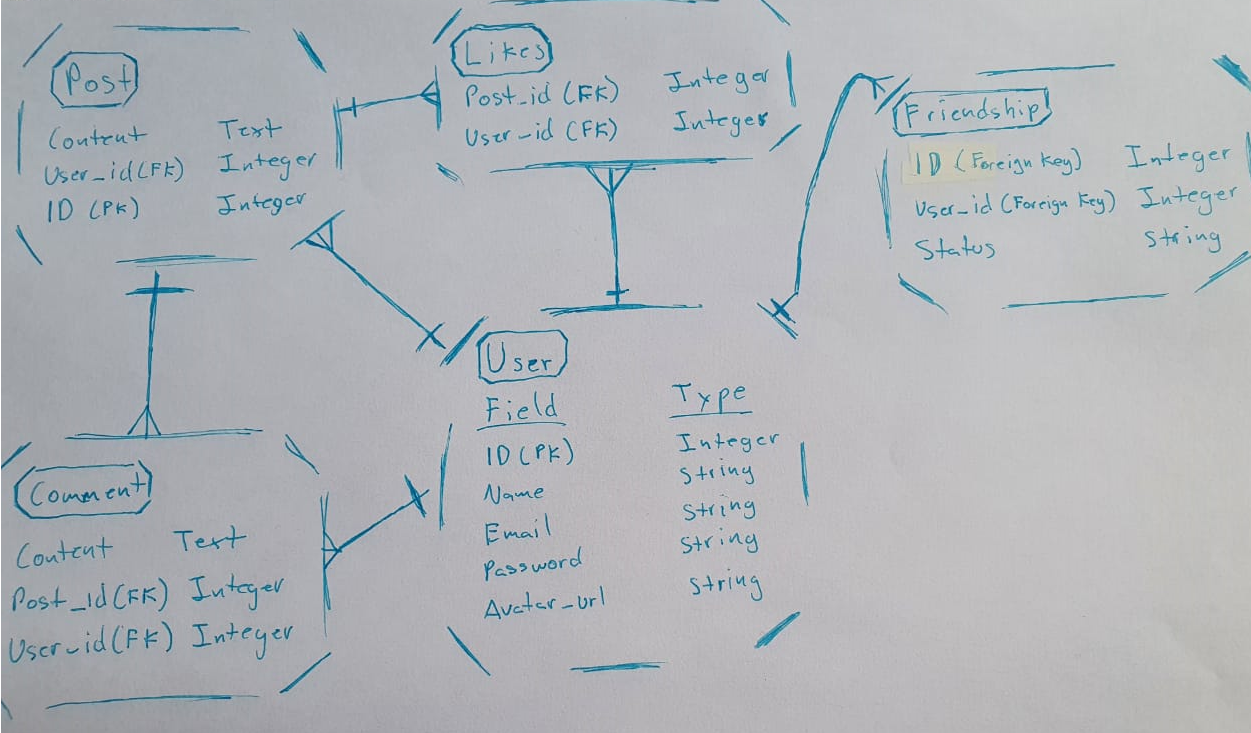 Post
Content Text
User_id(FK) Integer
ID (PK) Integer
Likes
Post_id (FK) Integer
User_id (FK) Integer
Friendship
ID (Foreign Key) Integer
User_id (Foreign Key) Integer
Status String
User
Field Type
ID (PK) Integer
Name String
Email String
Password String
Avatar_url String
Comment
Content Text
Post_id (FK) Integer
User_id (FK) Integer